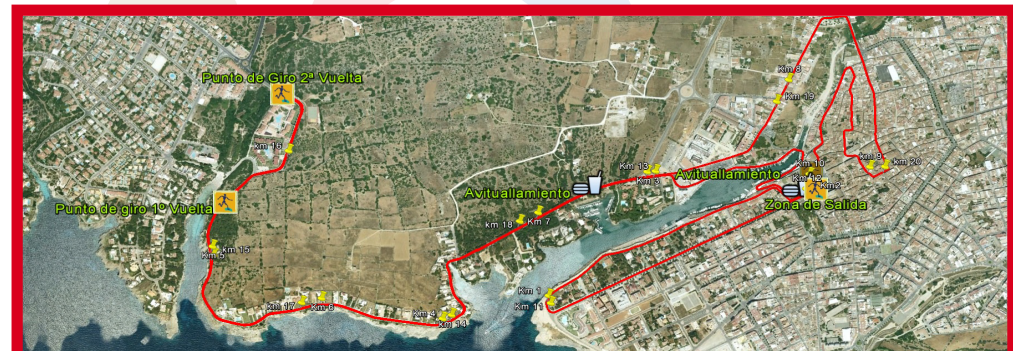 Punto de Giro 2ª Vuelta
Km 8
Km 19
km 16
Km 13
Km 3
Avituallamiento
Km 10
Km 9
km 20
Avituallamiento
Km 12
Km2
Zona de Salida
Punto de giro 1º Vuelta
km 18
Km 7
km 15
Km 5
Km 1
Km 11
km 17
Km 6
Km 4
km 14